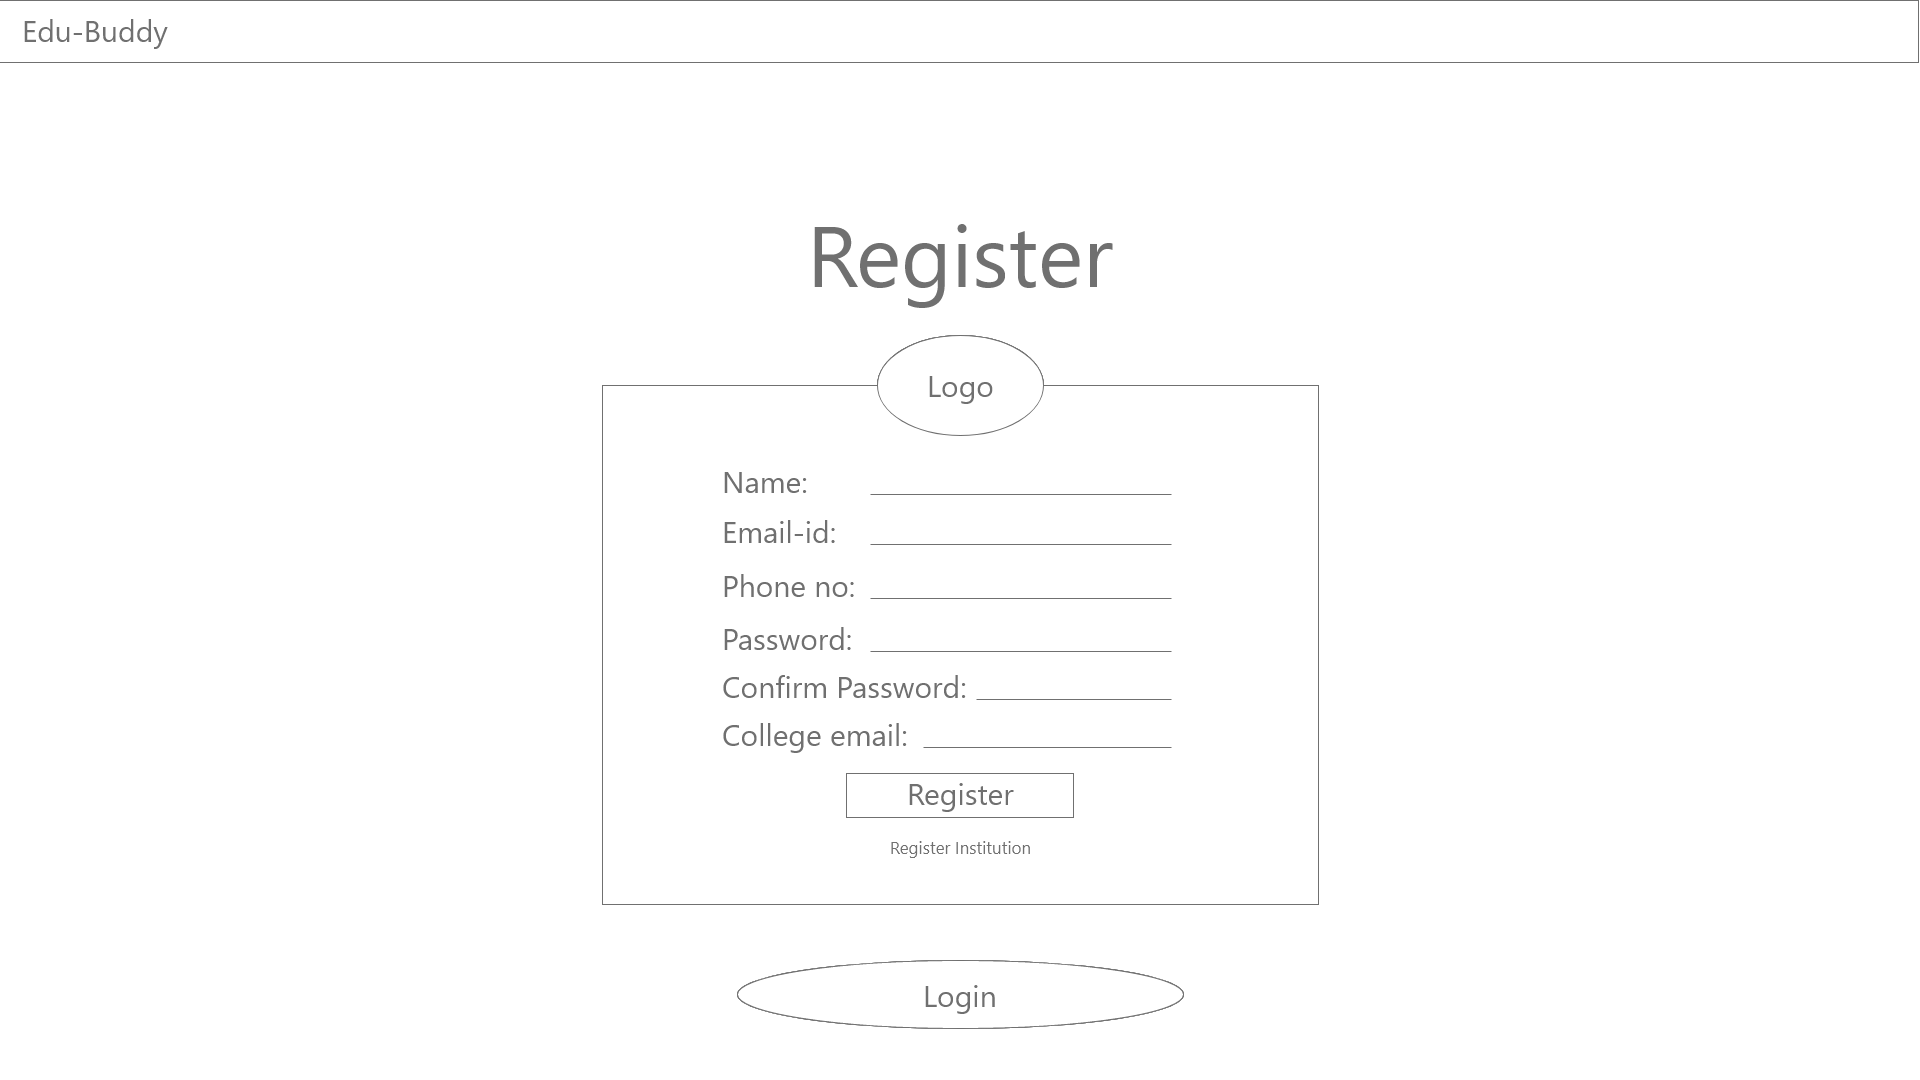 Edu-Buddy
Register
Logo
Name:
Email-id:
Phone no:
Password:
Confirm Password:
College email:
Register
Register Institution
Login